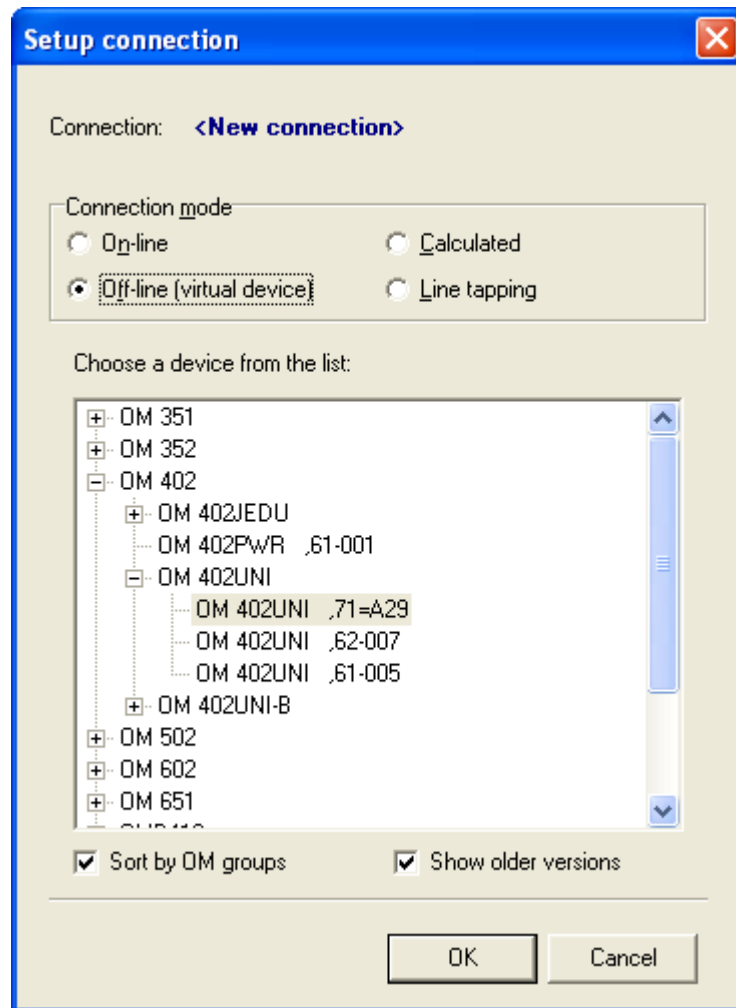 Setup connection
Connection: <New connection>
Connection mode
On-line
Calculated
Off-line (virtual device)
Line tapping
Choose a device from the list:
OM 351
OM 352
OM 402
OM 402JEDU
OM 402PWR ,61-001
OM 402UNI
OM 402UNI ,71=A29
OM 402UNI ,62-007
OM 402UNI ,61-005
OM 402UNI-B
OM 502
OM 602
OM 651
Sort by OM groups
Show older versions
OK
Cancel